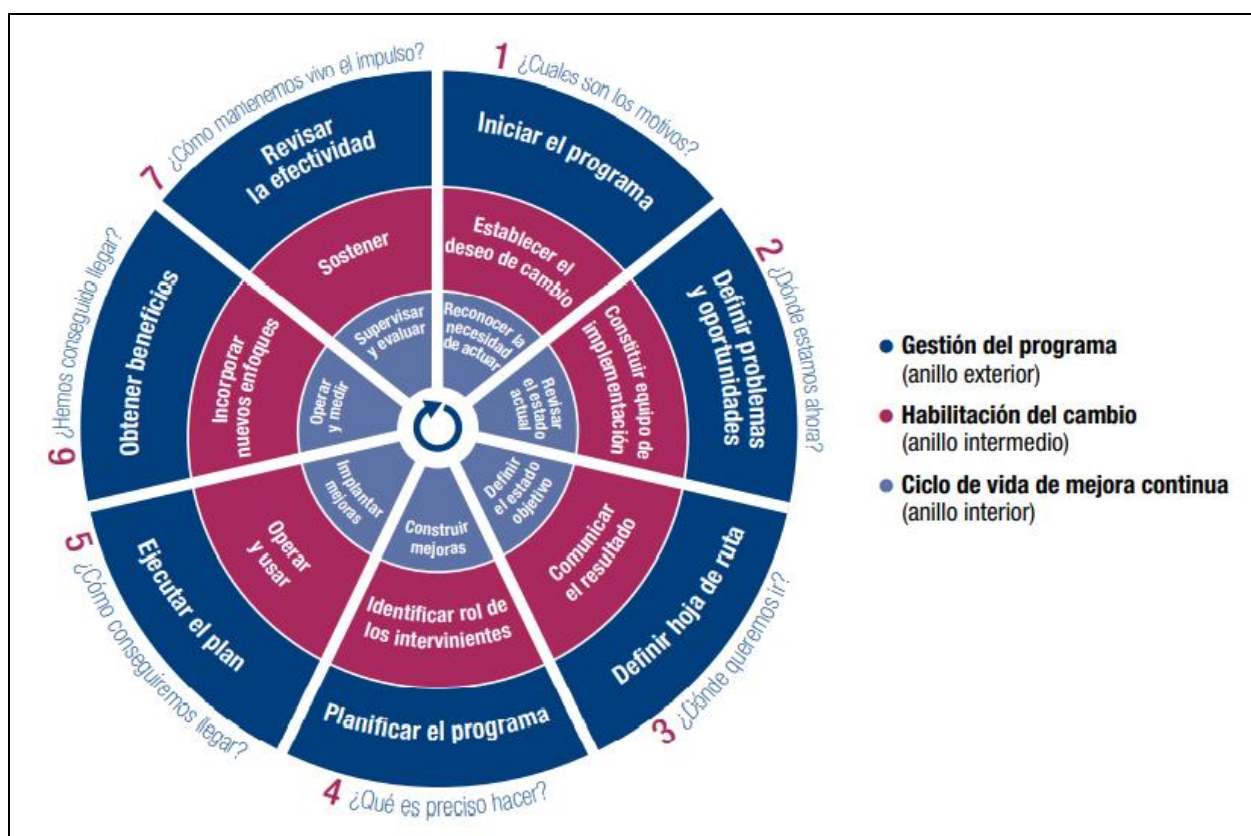 1 ¿Cuales son los motivos?
Iniciar el programa
Establecer el
deseo de cambio
Reconocer la
necesidad
de actuar
2 ¿Dónde estamos ahora?
Definir problemas
y oportunidades
Constituir equipo de
implementación
Revisar
el estado
actual
3 ¿Dónde queremos ir?
Definir hoja de ruta
Comunicar
el resultado
Definir
el estado
objetivo
4 ¿Qué es preciso hacer?
Planificar el programa
Identificar rol de
los intervinientes
Construir
mejoras
5 ¿Cómo conseguiremos llegar?
Ejecutar el plan
Operar
y usar
Implantar
mejoras
6 ¿Hemos conseguido llegar?
Obtener beneficios
Incorporar
nuevos enfoques
Operar
y medir
7 ¿Cómo mantenemos vivo el impulso?
Revisar
la efectividad
Sostener
Supervisar
y evaluar
Gestión del programa
(anillo exterior)
Habilitación del cambio
(anillo intermedio)
Ciclo de vida de mejora continua
(anillo interior)